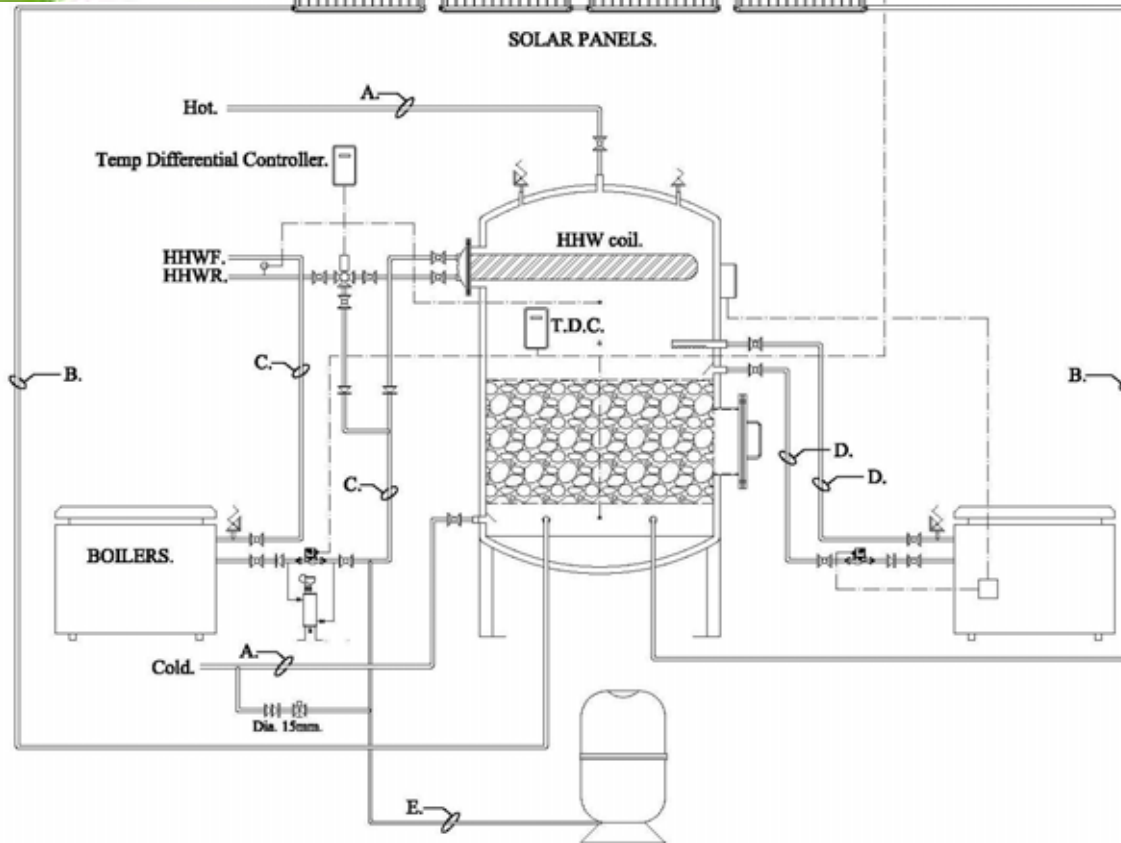 SOLAR PANELS.
A.
Hot.
Temp Differential Controller.
HHWF.
HHWR.
HHW coil.
T.D.C.
B.
C.
B.
D.
C.
D.
BOILERS.
A.
Cold.
Dia. 15mm.
E.